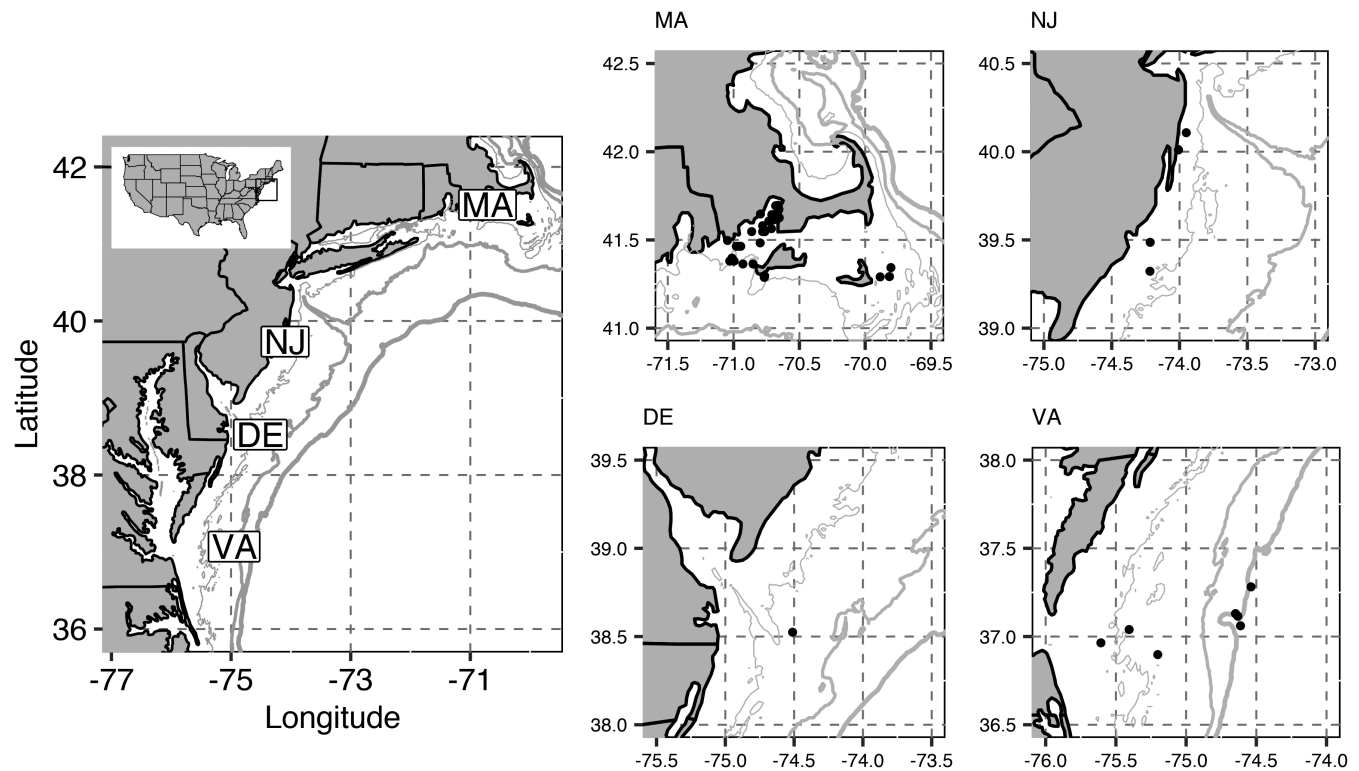 MA
NJ
42.5
42.0
41.5
41.0
-71.5 -71.0 -70.5 -70.0 -69.5
40.5
40.0
39.5
39.0
-75.0 -74.5 -74.0 -73.5 -73.0
Latitude
42
40
38
36
MA
NJ
DE
VA
-77 -75 -73 -71
Longitude
DE
VA
39.5
39.0
38.5
38.0
-75.5 -75.0 -74.5 -74.0 -73.5
38.0
37.5
37.0
36.5
-76.0 -75.5 -75.0 -74.5 -74.0